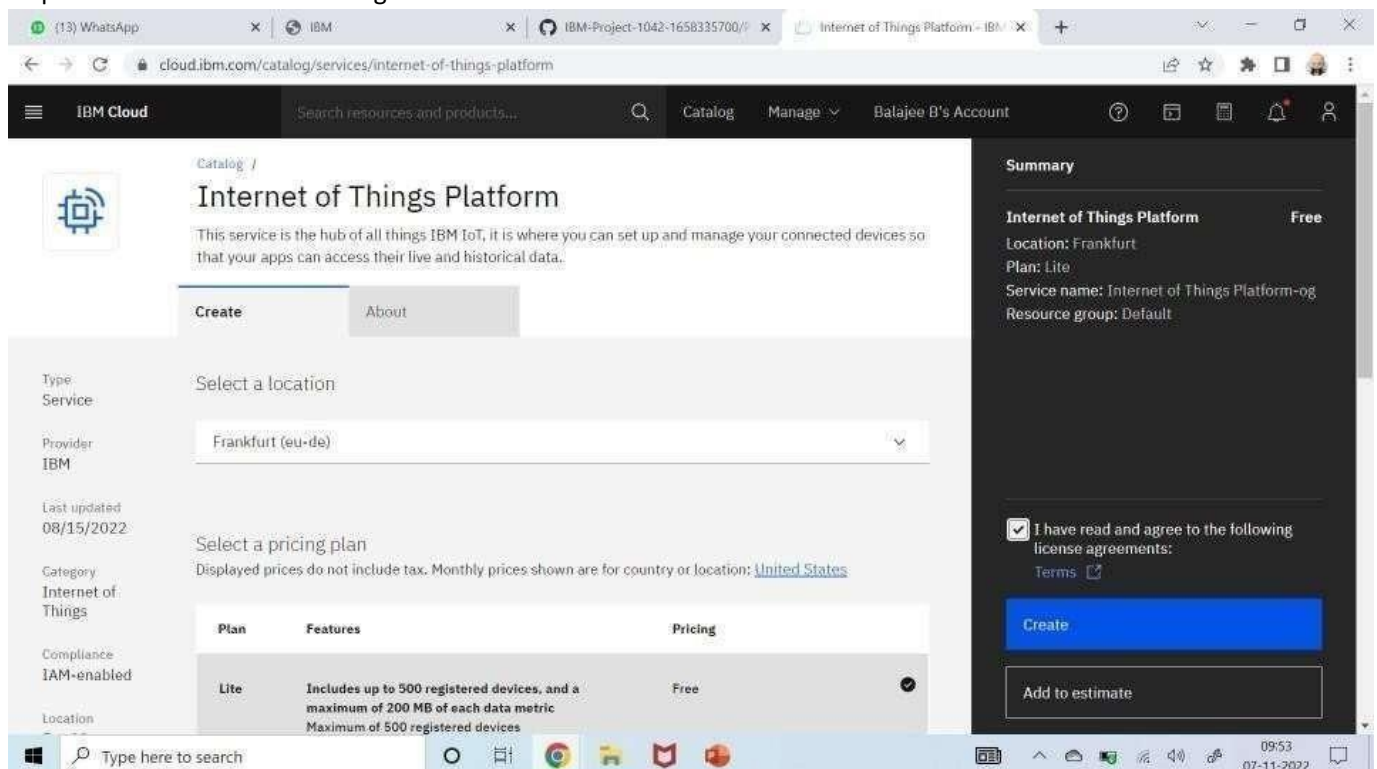 (13) WhatsApp
IBM
IBM-Project-1042-1658335700/
Internet of Things Platform - IBM
cloud.ibm.com/catalog/services/internet-of-things-platform
IBM Cloud
Search resources and products...
Catalog
Manage
Balajee B's Account
Catalog /
Internet of Things Platform
This service is the hub of all things IBM IoT, it is where you can set up and manage your connected devices so
that your apps can access their live and historical data.
Create
About
Type
Service
Provider
IBM
Last updated
08/15/2022
Category
Internet of
Things
Compliance
IAM-enabled
Location
Select a location
Frankfurt (eu-de)
Select a pricing plan
Displayed prices do not include tax. Monthly prices shown are for country or location: United States
Plan Features Pricing
Lite Includes up to 500 registered devices, and a Free
maximum of 200 MB of each data metric
Maximum of 500 registered devices
Summary
Internet of Things Platform Free
Location: Frankfurt
Plan: Lite
Service name: Internet of Things Platform-og
Resource group: Default
I have read and agree to the following
license agreements:
Terms
Create
Add to estimate
Type here to search
09:53
07-11-2022